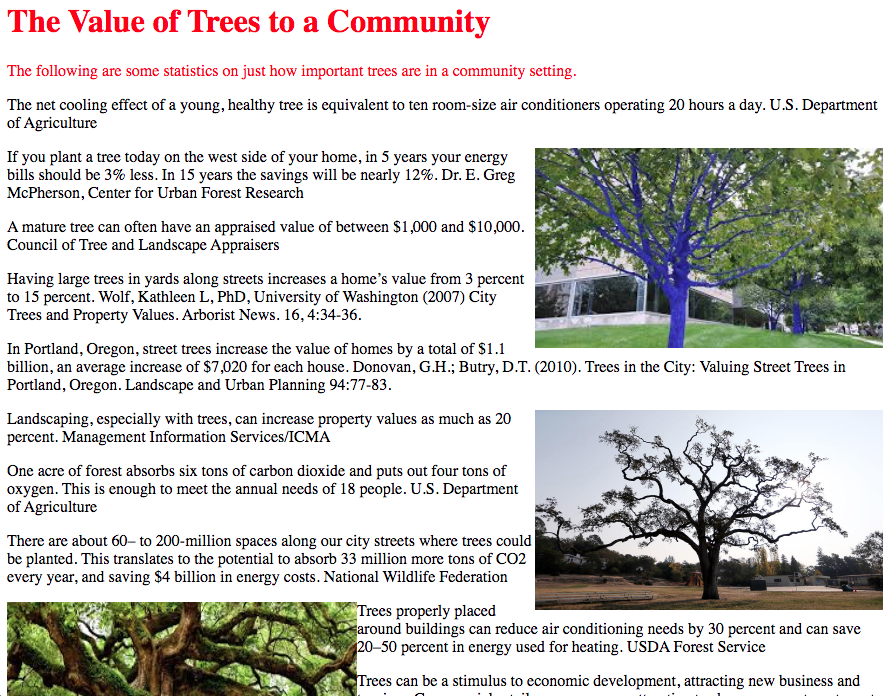 The Value of Trees to a Community
The following are some statistics on just how important trees are in a community setting.
The net cooling effect of a young, healthy tree is equivalent to ten room-size air conditioners operating 20 hours a day. U.S. Department
of Agriculture
If you plant a tree today on the west side of your home, in 5 years your energy
bills should be 3% less. In 15 years the savings will be nearly 12%. Dr. E. Greg
McPherson, Center for Urban Forest Research
A mature tree can often have an appraised value of between $1,000 and $10,000.
Council of Tree and Landscape Appraisers
Having large trees in yards along streets increases a home’s value from 3 percent
to 15 percent. Wolf, Kathleen L, PhD, University of Washington (2007) City
Trees and Property Values. Arborist News. 16, 4:34-36.
In Portland, Oregon, street trees increase the value of homes by a total of $1.1
billion, an average increase of $7,020 for each house. Donovan, G.H.; Butry, D.T. (2010). Trees in the City: Valuing Street Trees in
Portland, Oregon. Landscape and Urban Planning 94:77-83.
Landscaping, especially with trees, can increase property values as much as 20
percent. Management Information Services/ICMA
One acre of forest absorbs six tons of carbon dioxide and puts out four tons of
oxygen. This is enough to meet the annual needs of 18 people. U.S. Department
of Agriculture
There are about 60– to 200-million spaces along our city streets where trees could
be planted. This translates to the potential to absorb 33 million more tons of CO2
every year, and saving $4 billion in energy costs. National Wildlife Federation
Trees properly placed
around buildings can reduce air conditioning needs by 30 percent and can save
20–50 percent in energy used for heating. USDA Forest Service
Trees can be a stimulus to economic development, attracting new business and